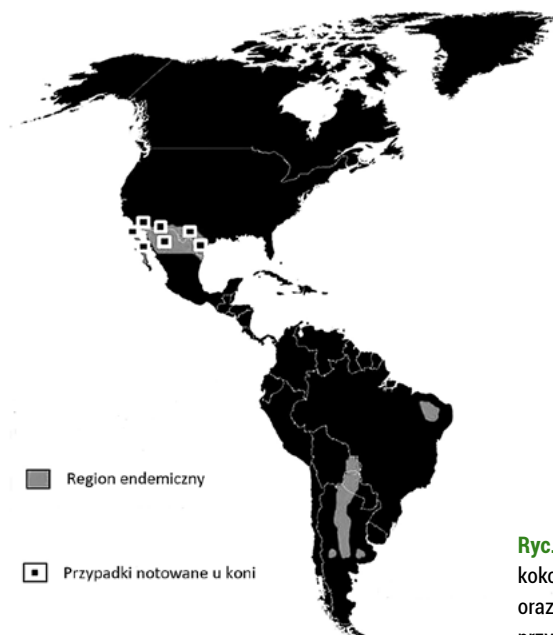 Region endemiczny
Przypadki notowane u koni
Ryc.
koko
oraz